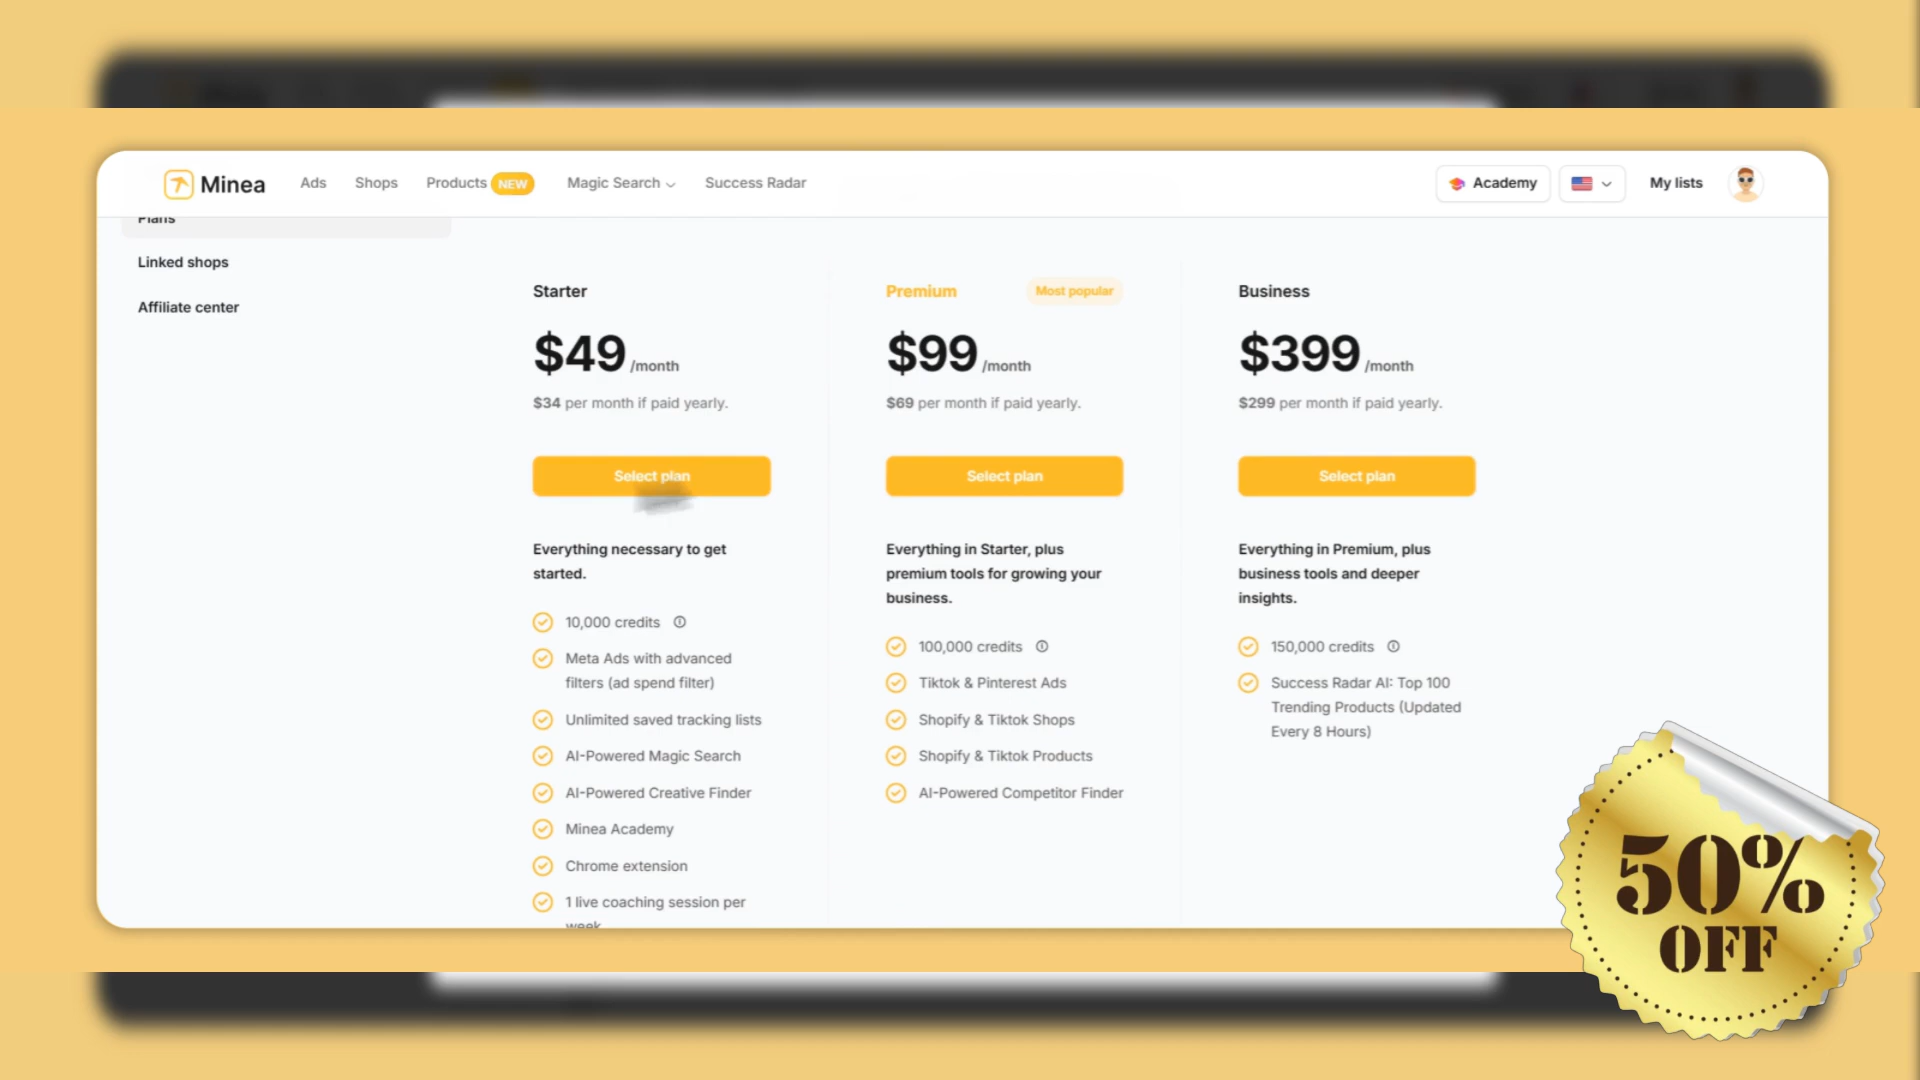 Minea
Ads
Shops
Products NEW
Magic Search
Success Radar
Academy
My lists
Plans
Linked shops
Affiliate center
Starter
$49 /month
$34 per month if paid yearly.
Select plan
Everything necessary to get
started.
10,000 credits
Meta Ads with advanced
filters (ad spend filter)
Unlimited saved tracking lists
AI-Powered Magic Search
AI-Powered Creative Finder
Minea Academy
Chrome extension
1 live coaching session per
week
Premium
Most popular
$99 /month
$69 per month if paid yearly.
Select plan
Everything in Starter, plus
premium tools for growing your
business.
100,000 credits
Tiktok & Pinterest Ads
Shopify & Tiktok Shops
Shopify & Tiktok Products
AI-Powered Competitor Finder
Business
$399 /month
$299 per month if paid yearly.
Select plan
Everything in Premium, plus
business tools and deeper
insights.
150,000 credits
Success Radar AI: Top 100
Trending Products (Updated
Every 8 Hours)
50%
OFF